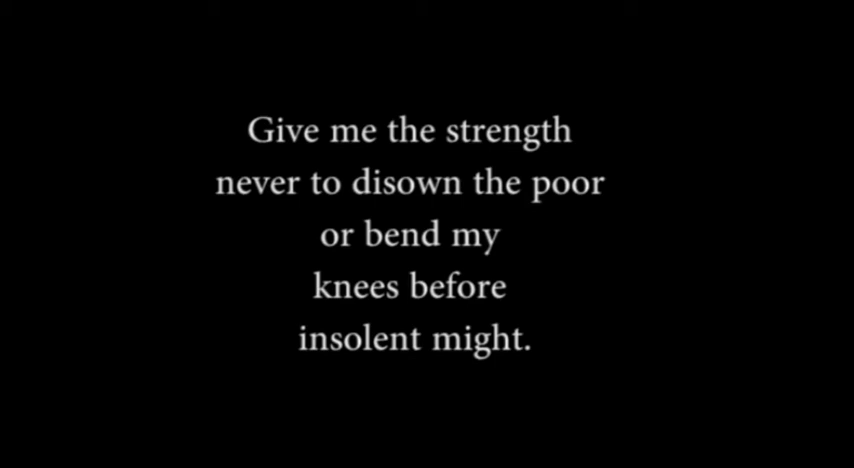 Give me the strength
never to disown the poor
or bend my
knees before
insolent might.